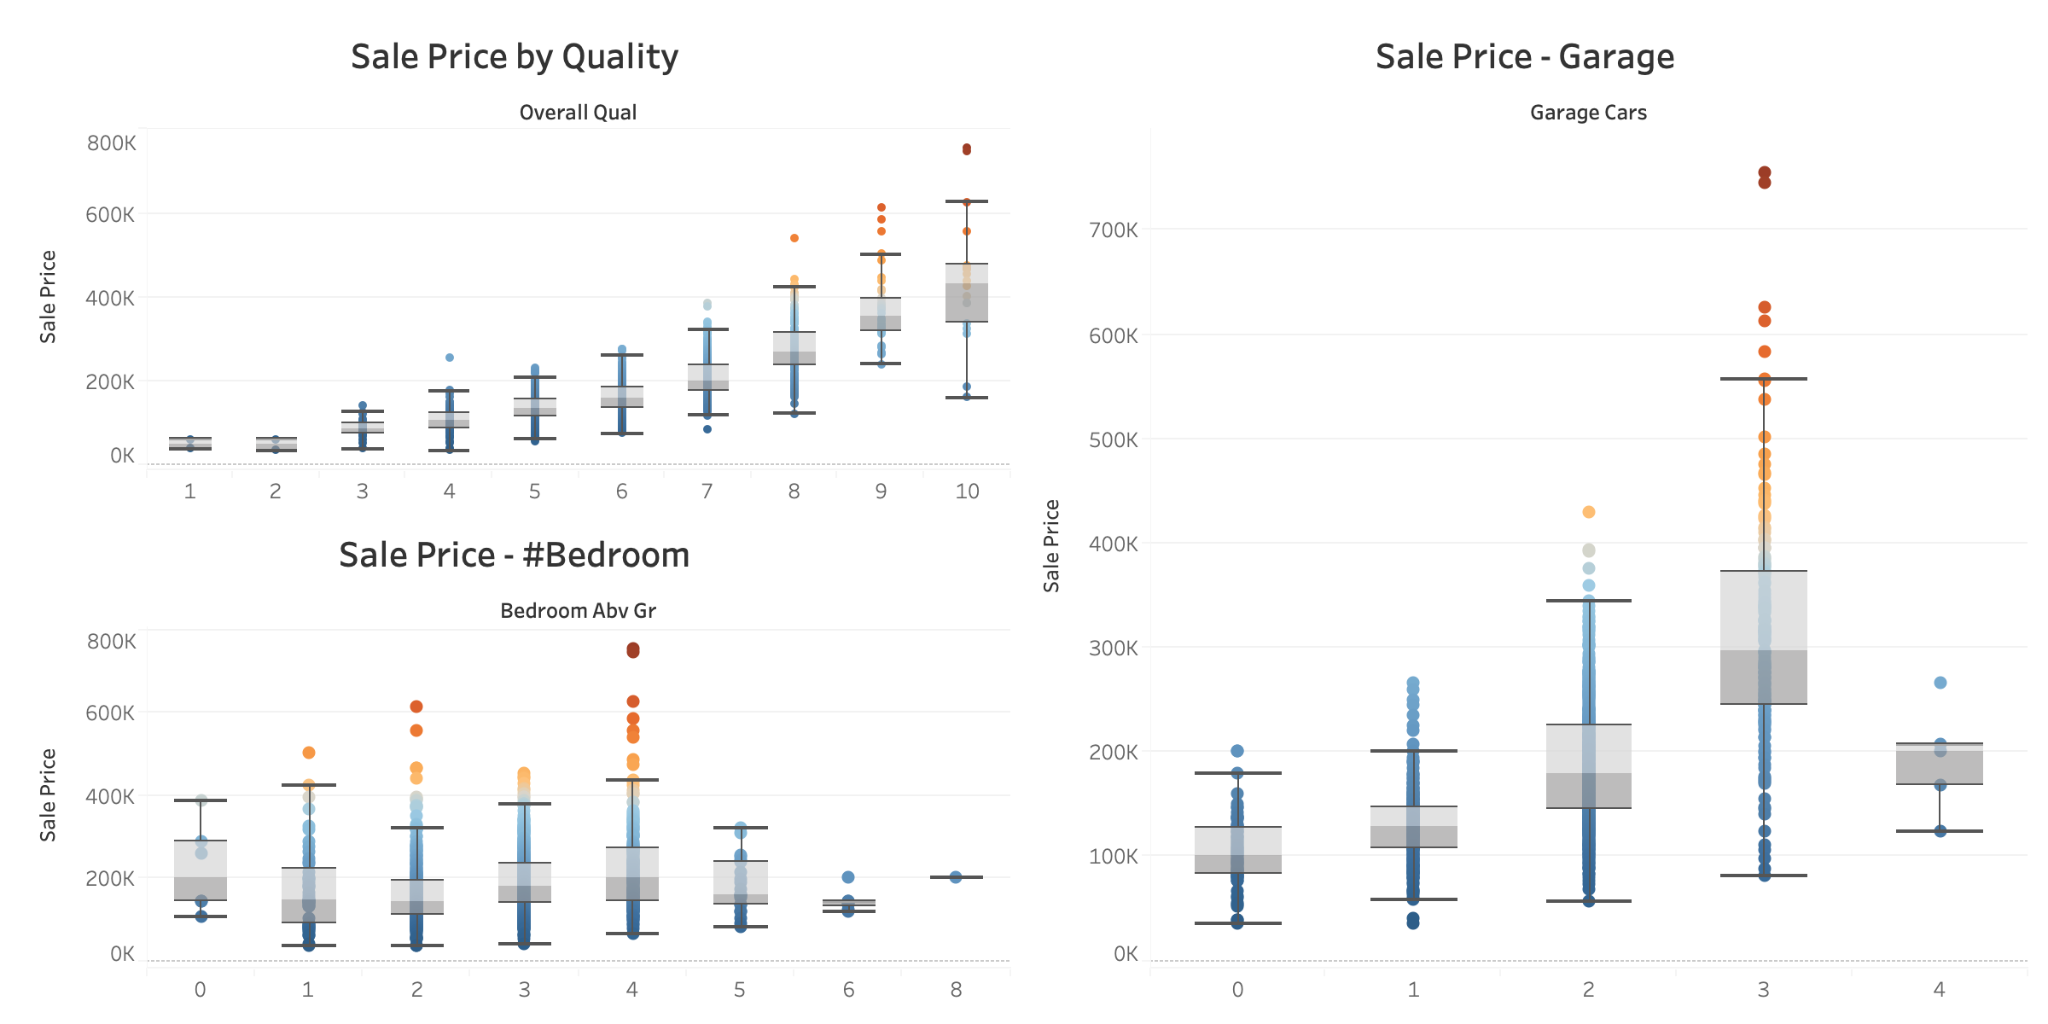 Sale Price by Quality
Overall Qual
Sale Price
800K
600K
400K
200K
0K
1 2 3 4 5 6 7 8 9 10
Sale Price - #Bedroom
Bedroom Abv Gr
Sale Price
800K
600K
400K
200K
0K
0 1 2 3 4 5 6 8
Sale Price - Garage
Garage Cars
Sale Price
700K
600K
500K
400K
300K
200K
100K
0K
0 1 2 3 4